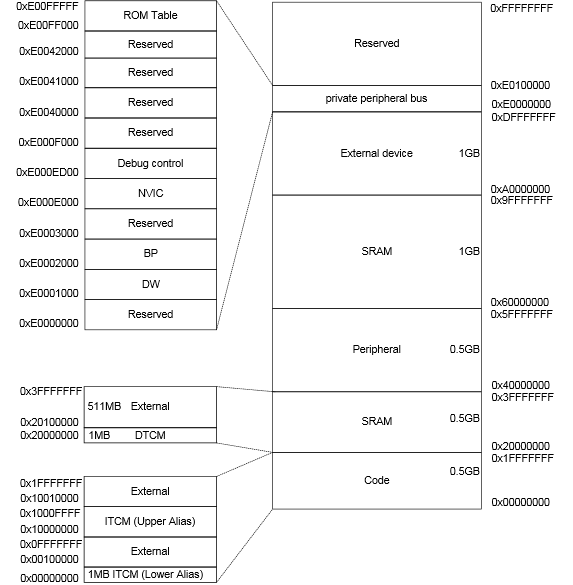 0xE00FFFFF
ROM Table
0xE00FF000
Reserved
0xE0042000
Reserved
0xE0041000
Reserved
0xE0040000
Reserved
0xE000F000
Debug control
0xE000ED00
NVIC
0xE000E000
Reserved
0xE0003000
BP
0xE0002000
DW
0xE0001000
Reserved
0xE0000000
0x3FFFFFFF
511MB External
0x20100000
0x20000000
1MB DTCM
0x1FFFFFFF
External
0x10010000
0x1000FFFF
ITCM (Upper Alias)
0x10000000
0x0FFFFFFF
External
0x00100000
1MB ITCM (Lower Alias)
0x00000000
0xFFFFFFFF
Reserved
0xE0100000
private peripheral bus
0xE0000000
0xDFFFFFFF
External device 1GB
0xA0000000
0x9FFFFFFF
SRAM 1GB
0x60000000
0x5FFFFFFF
Peripheral 0.5GB
0x40000000
0x3FFFFFFF
SRAM 0.5GB
0x20000000
0x1FFFFFFF
Code 0.5GB
0x00000000